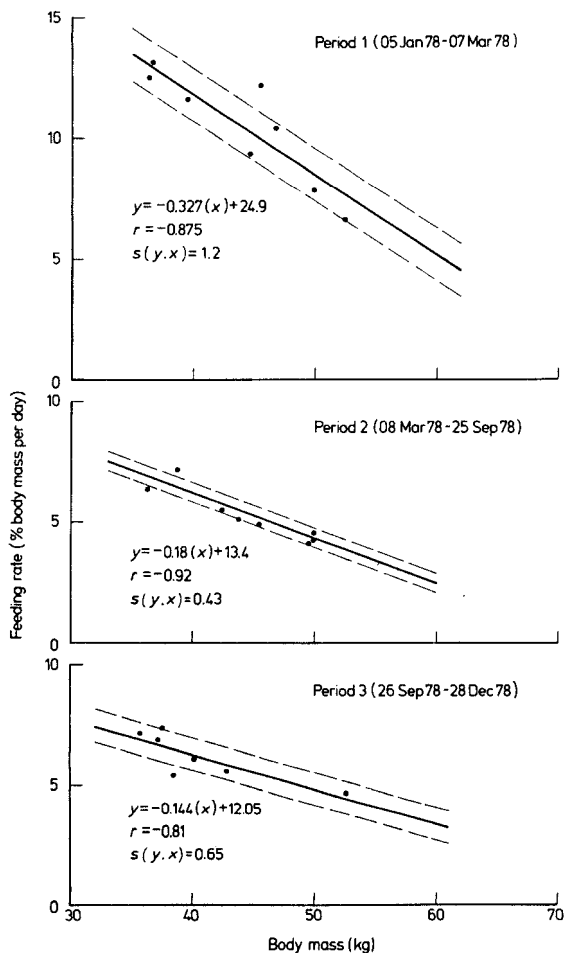 15
Period 1 (05 Jan 78-07 Mar 78)
10
y=-0.327(x)+24.9
r=-0.875
s(y.x)=1.2
5
0
10
Period 2 (08 Mar 78-25 Sep 78)
5
y=-0.18(x)+13.4
r=-0.92
s(y.x)=0.43
0
Feeding rate (% body mass per day)
10
Period 3 (26 Sep 78-28 Dec 78)
5
y=-0.144(x)+12.05
r=-0.81
s(y.x)=0.65
0
30 40 50 60 70
Body mass (kg)